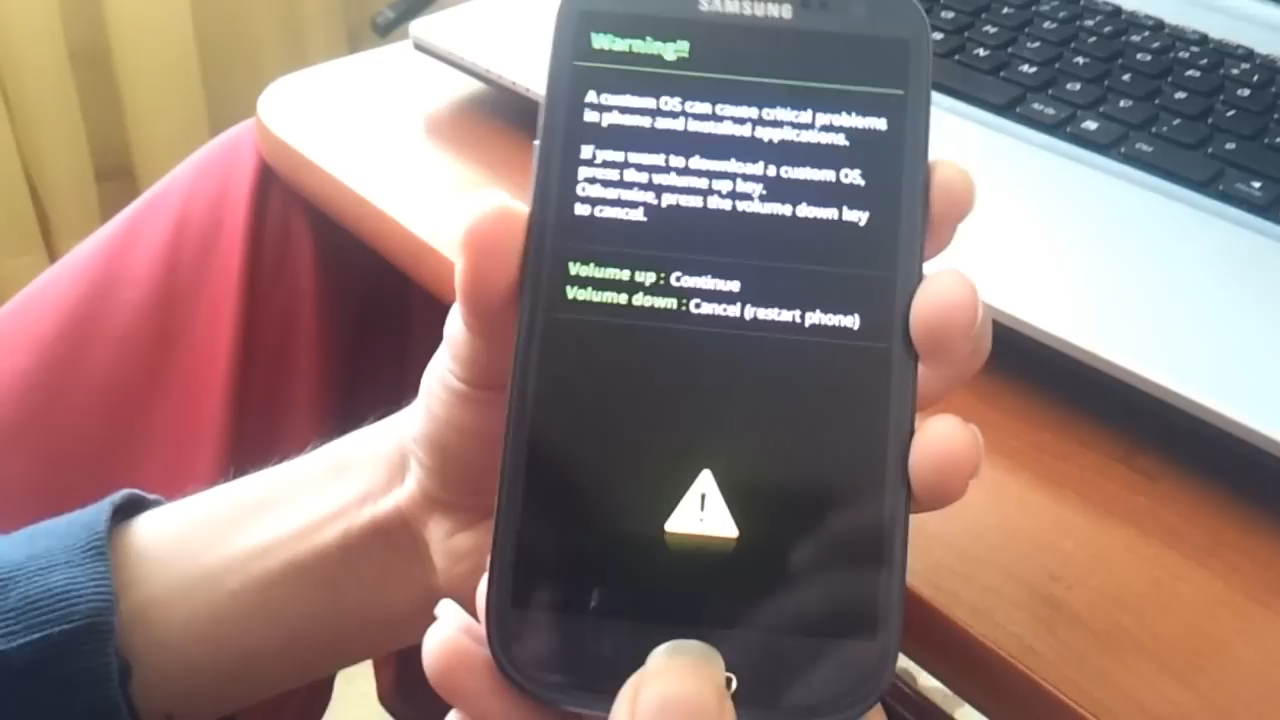 SAMSUNG
Warning!!
A custom OS can cause critical problems
in phone and installed applications.
If you want to download a custom OS,
press the volume up key.
Otherwise, press the volume down key
to cancel.
Volume up : Continue
Volume down : Cancel (restart phone)